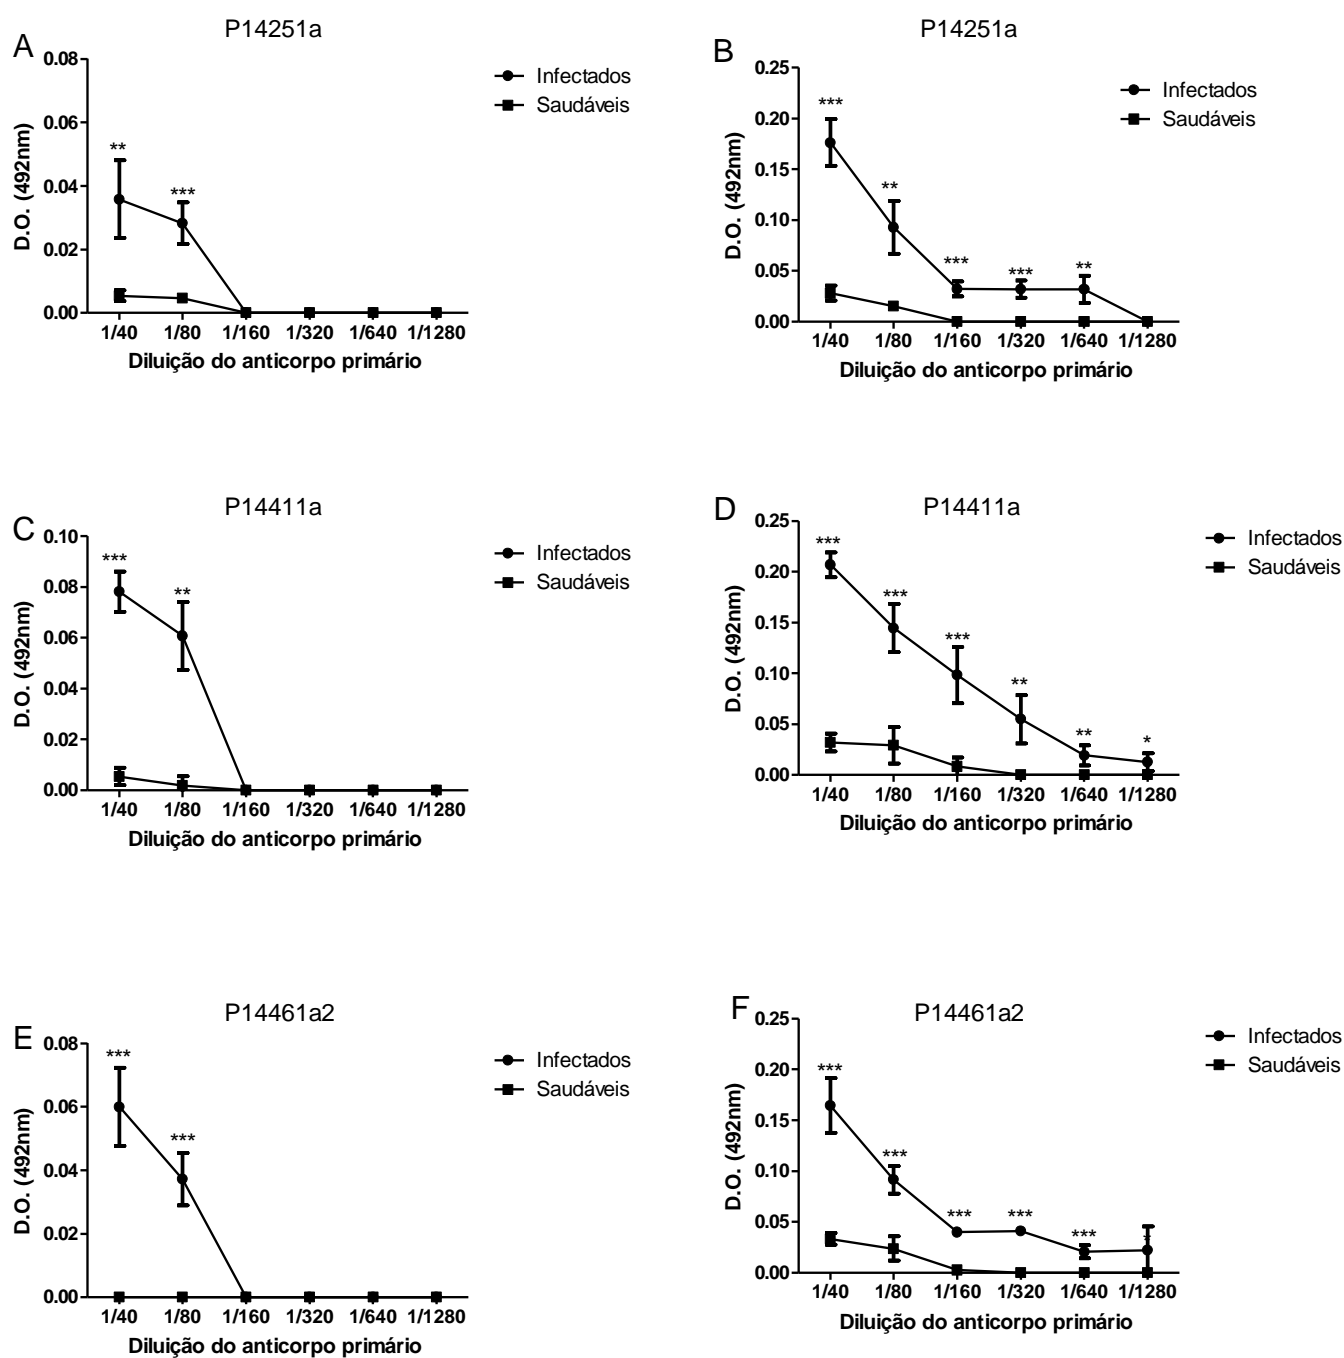 P14251a
A
0.08
0.06
0.04
0.02
0.00
D.O. (492nm)
**
***
Infectados
Saudáveis
1/40 1/80 1/160 1/320 1/640 1/1280
Diluição do anticorpo primário
P14251a
B
0.25
0.20
0.15
0.10
0.05
0.00
D.O. (492nm)
***
**
***
***
**
Infectados
Saudáveis
1/40 1/80 1/160 1/320 1/640 1/1280
Diluição do anticorpo primário
P14411a
C
0.10
0.08
0.06
0.04
0.02
0.00
D.O. (492nm)
***
**
Infectados
Saudáveis
1/40 1/80 1/160 1/320 1/640 1/1280
Diluição do anticorpo primário
P14411a
D
0.25
0.20
0.15
0.10
0.05
0.00
D.O. (492nm)
***
***
***
**
**
*
Infectados
Saudáveis
1/40 1/80 1/160 1/320 1/640 1/1280
Diluição do anticorpo primário
P14461a2
E
0.08
0.06
0.04
0.02
0.00
D.O. (492nm)
***
***
Infectados
Saudáveis
1/40 1/80 1/160 1/320 1/640 1/1280
Diluição do anticorpo primário
P14461a2
F
0.25
0.20
0.15
0.10
0.05
0.00
D.O. (492nm)
***
***
***
***
***
*
Infectados
Saudáveis
1/40 1/80 1/160 1/320 1/640 1/1280
Diluição do anticorpo primário